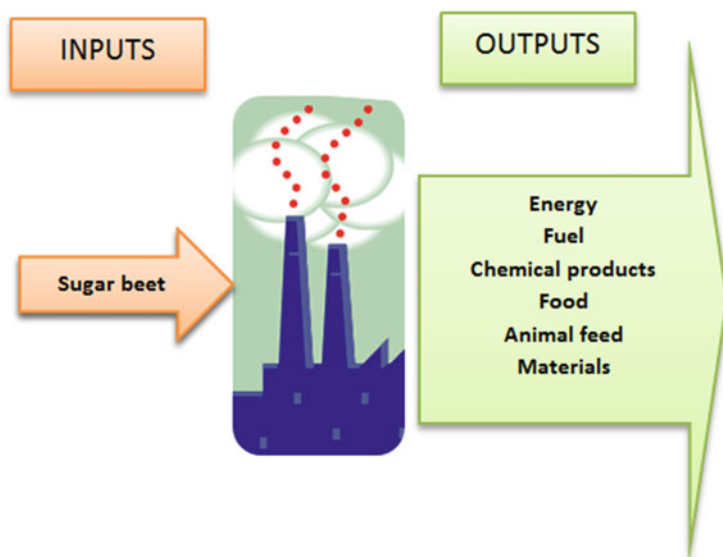 INPUTS
OUTPUTS
Sugar beet
Energy
Fuel
Chemical products
Food
Animal feed
Materials